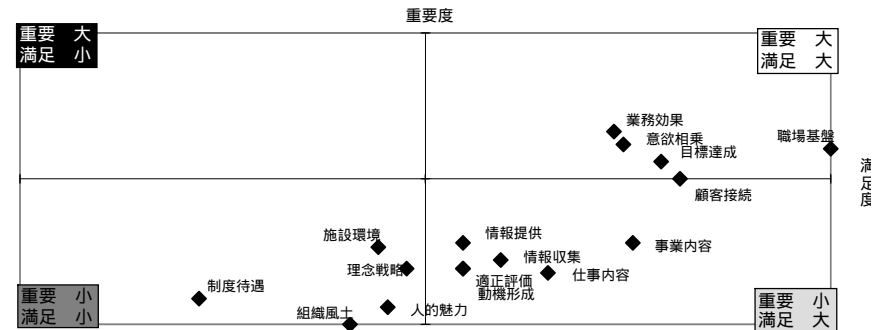 重要度
重要 大
満足 小
重要 大
満足 大
業務効果
意欲相乗
職場基盤
目標達成
満足度
顧客接続
施設環境
情報提供
事業内容
理念戦略
情報収集
適正評価
仕事内容
制度待遇
動機形成
組織風土
人的魅力
重要 小
満足 小
重要 小
満足 大